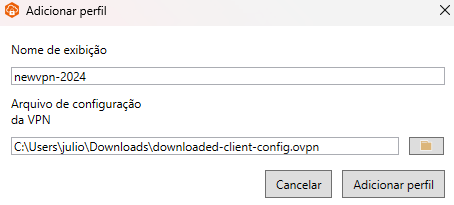 Adicionar perfil
Nome de exibição
newvpn-2024
Arquivo de configuração
da VPN
C:\Users\julio\Downloads\downloaded-client-config.ovpn
Cancelar
Adicionar perfil